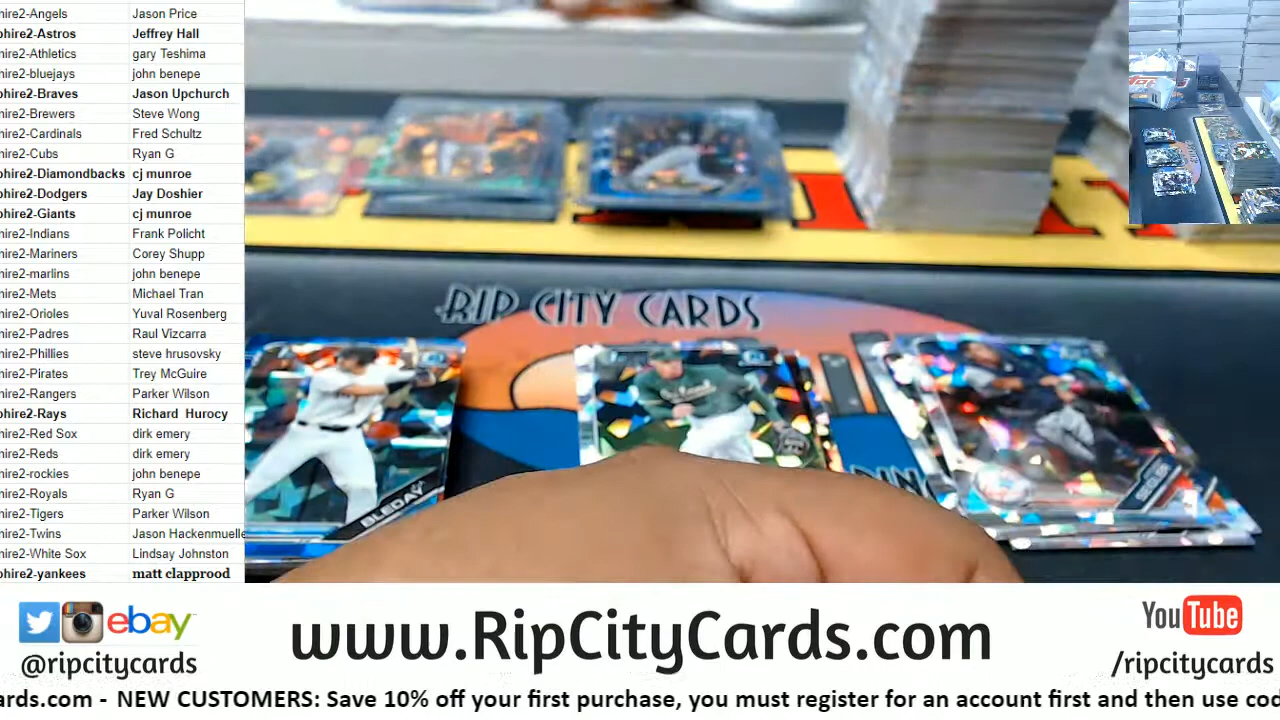 hire2-Angels Jason Price
phire2-Astros Jeffrey Hall
hire2-Athletics gary Teshima
hire2-bluejays john benepe
phire2-Braves Jason Upchurch
hire2-Brewers Steve Wong
hire2-Cardinals Fred Schultz
hire2-Cubs Ryan G
phire2-Diamondbacks cj munroe
phire2-Dodgers Jay Doshier
phire2-Giants cj munroe
hire2-Indians Frank Policht
hire2-Mariners Corey Shupp
hire2-marlins john benepe
hire2-Mets Michael Tran
hire2-Orioles Yuval Rosenberg
hire2-Padres Raul Vizcarra
hire2-Phillies steve hrusovsky
hire2-Pirates Trey McGuire
hire2-Rangers Parker Wilson
phire2-Rays Richard Hurocy
hire2-Red Sox dirk emery
hire2-Reds dirk emery
hire2-rockies john benepe
hire2-Royals Ryan G
hire2-Tigers Parker Wilson
hire2-Twins Jason Hackenmuelle
hire2-White Sox Lindsay Johnston
phire2-yankees matt clapprood
RIP CITY CARDS
BLEDAY
ebay
@ripcitycards
www.RipCityCards.com
YouTube
/ripcitycards
ards.com - NEW CUSTOMERS: Save 10% off your first purchase, you must register for an account first and then use cod